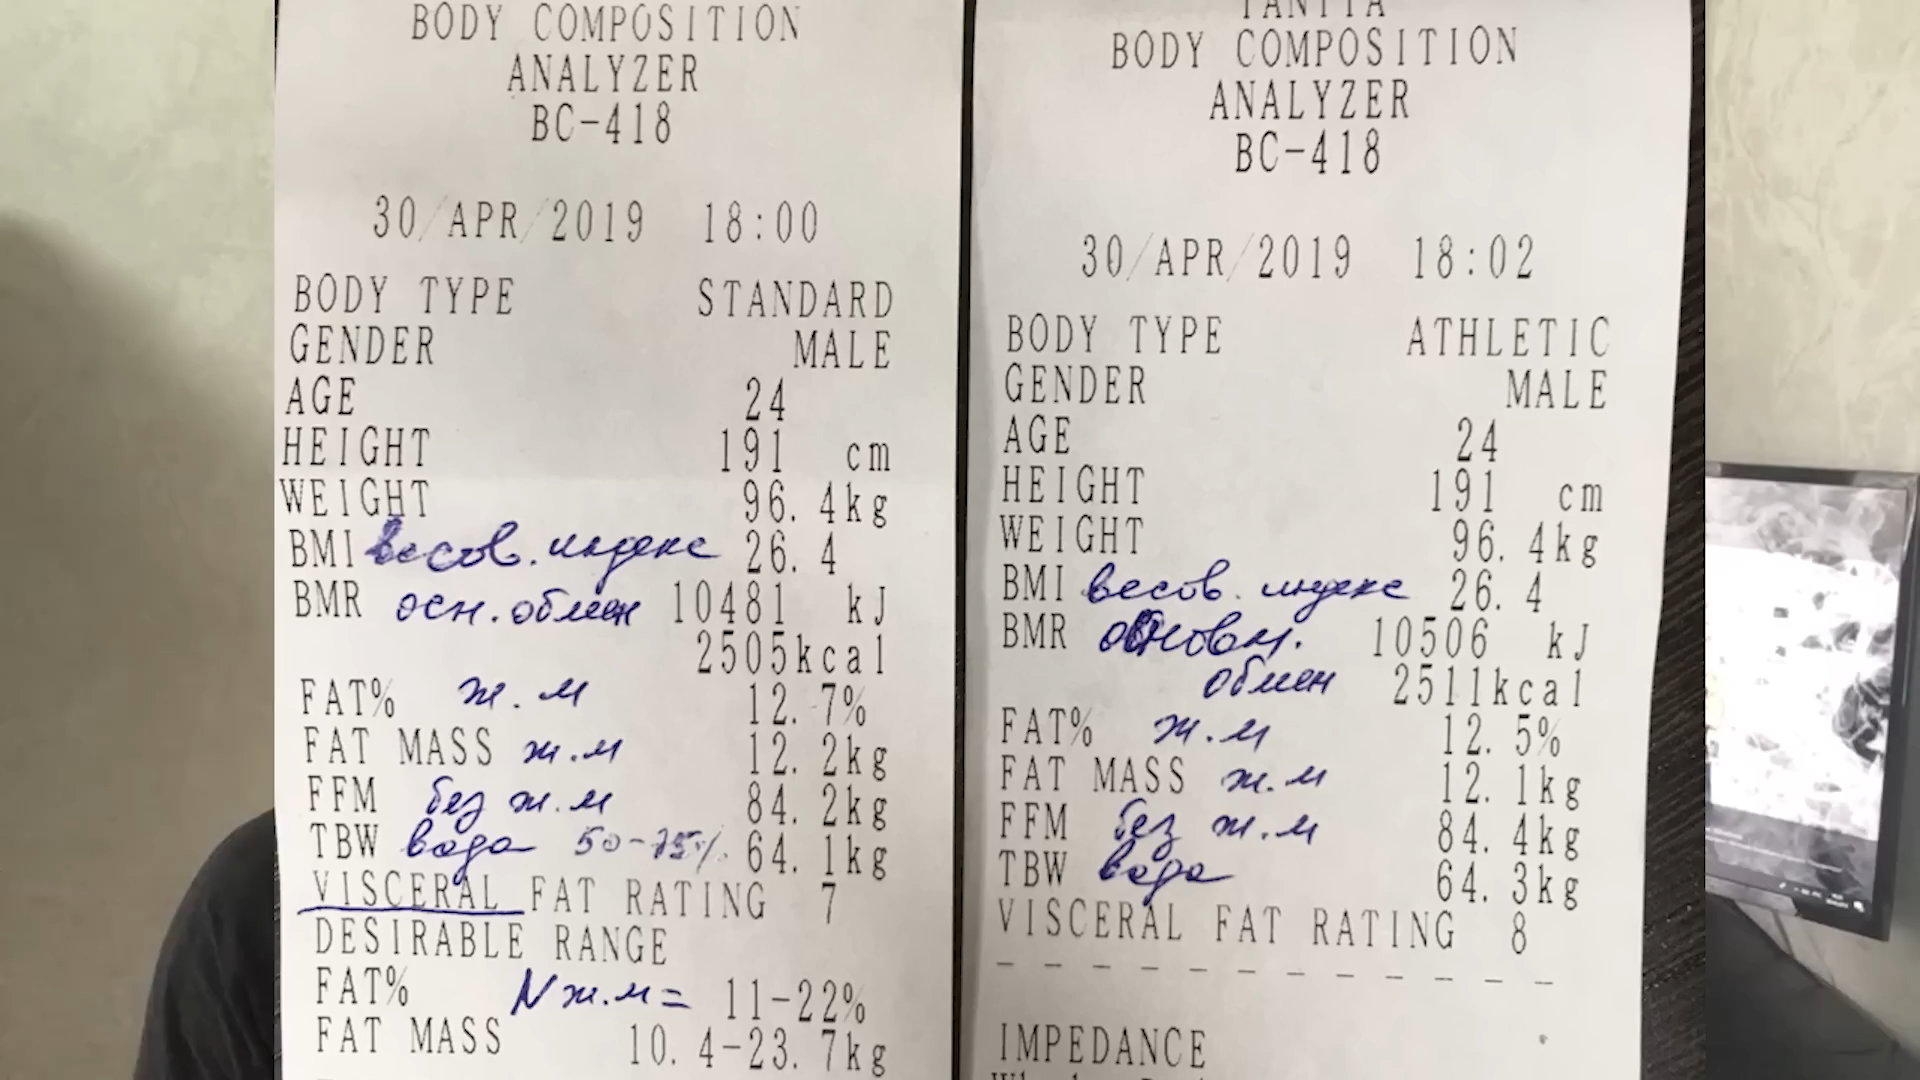 BODY COMPOSITION
ANALYZER
BC-418
30/APR/2019 18:00
BODY TYPE STANDARD
GENDER MALE
AGE 24
HEIGHT 191 cm
WEIGHT 96.4kg
BMI весов. индекс 26.4
BMR осн. обмен 10481 kJ
2505kcal
FAT% ж.м 12.7%
FAT MASS ж.м 12.2kg
FFM без ж.м 84.2kg
TBW вода 50-75% 64.1kg
VISCERAL FAT RATING 7
DESIRABLE RANGE
FAT% N ж.м = 11-22%
FAT MASS 10.4-23.7kg
TANITA
BODY COMPOSITION
ANALYZER
BC-418
30/APR/2019 18:02
BODY TYPE ATHLETIC
GENDER MALE
AGE 24
HEIGHT 191 cm
WEIGHT 96.4kg
BMI весов. индекс 26.4
BMR основн. 10506 kJ
обмен 2511kcal
FAT% ж.м 12.5%
FAT MASS ж.м 12.1kg
FFM без ж.м 84.4kg
TBW вода 64.3kg
VISCERAL FAT RATING 8
IMPEDANCE